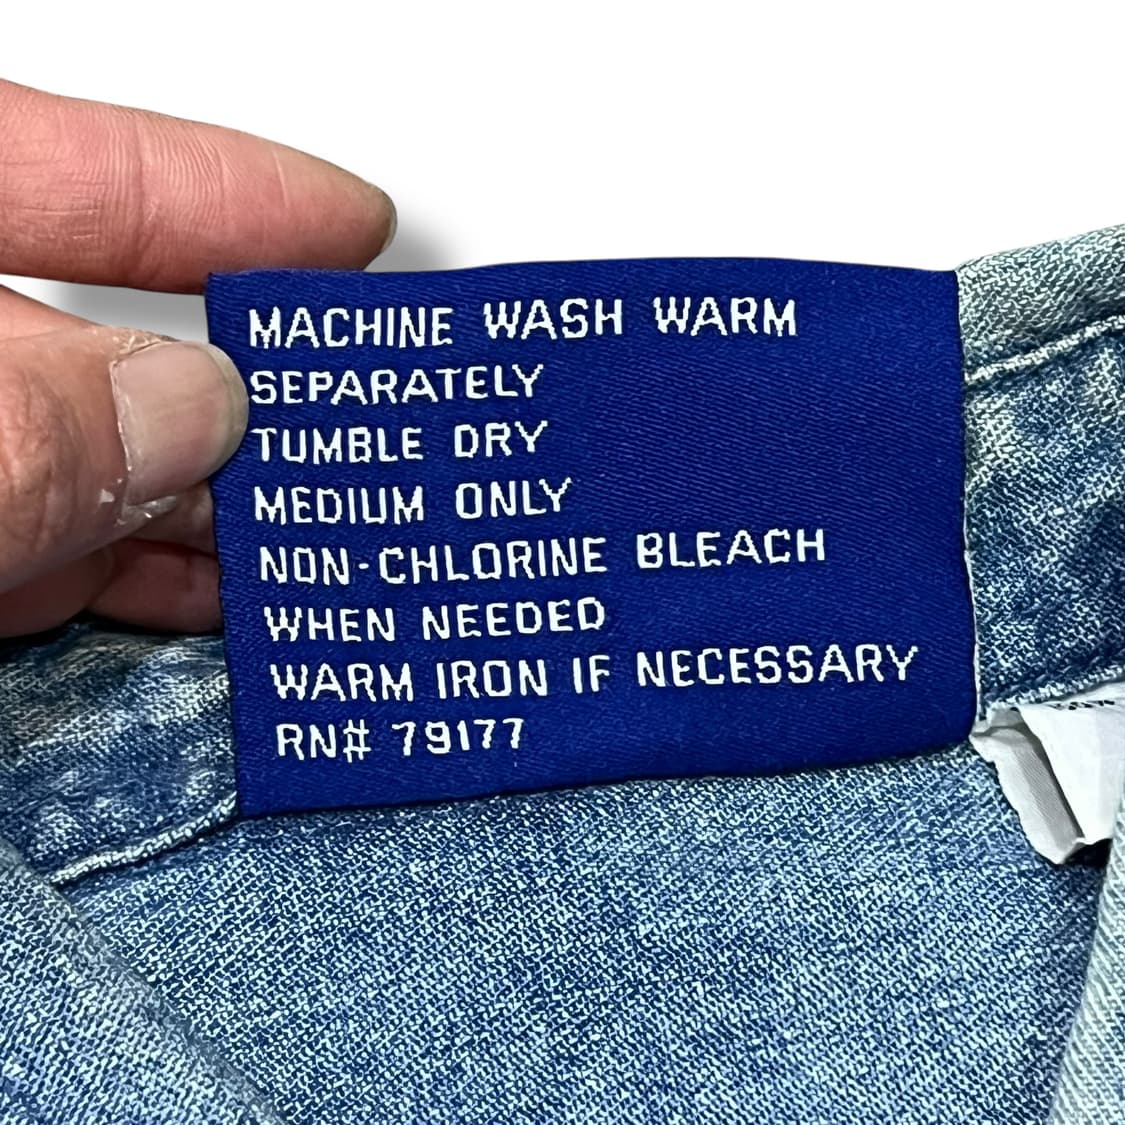 MACHINE WASH WARM
SEPARATELY
TUMBLE DRY
MEDIUM ONLY
NON-CHLORINE BLEACH
WHEN NEEDED
WARM IRON IF NECESSARY
RN# 79177